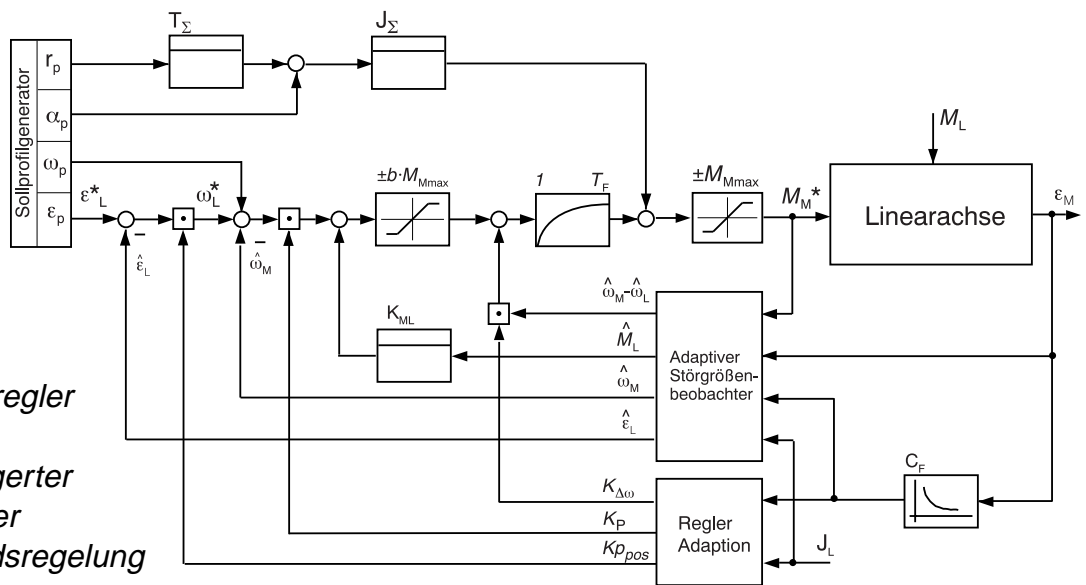 T_Σ
J_Σ
Sollprofilgenerator
r_p
α_p
ω_p
ε_p
M_L
ε*_L
ω_L*
±b·M_Mmax
1 T_F
±M_Mmax
M_M*
Linearachse
ε_M
−
−
ε̂_L
ω̂_M
ω̂_M-ω̂_L
K_ML
M̂_L
ω̂_M
ε̂_L
Adaptiver
Störgrößen-
beobachter
regler
gerter
er
dsregelung
C_F
K_Δω
K_P
Kp_pos
Regler
Adaption
J_L